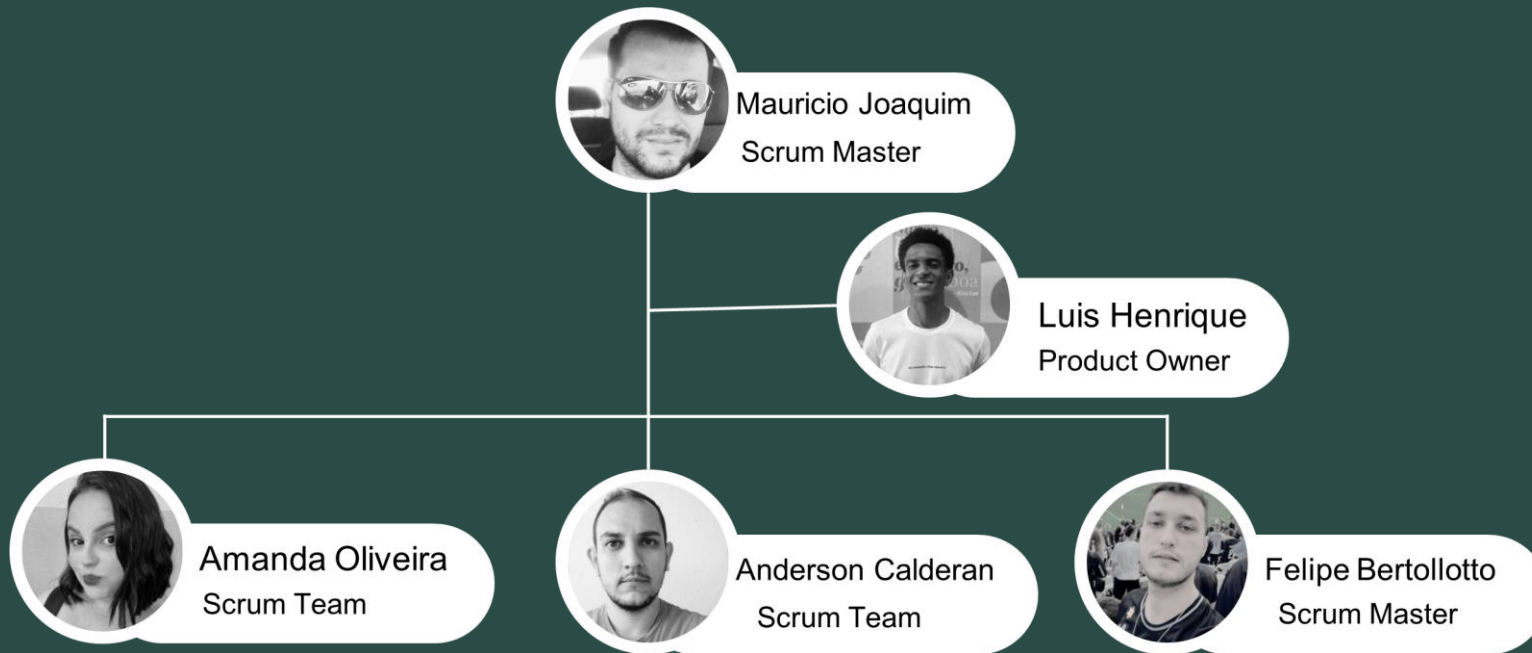 Mauricio Joaquim
Scrum Master
Luis Henrique
Product Owner
Amanda Oliveira
Scrum Team
Anderson Calderan
Scrum Team
Felipe Bertollotto
Scrum Master